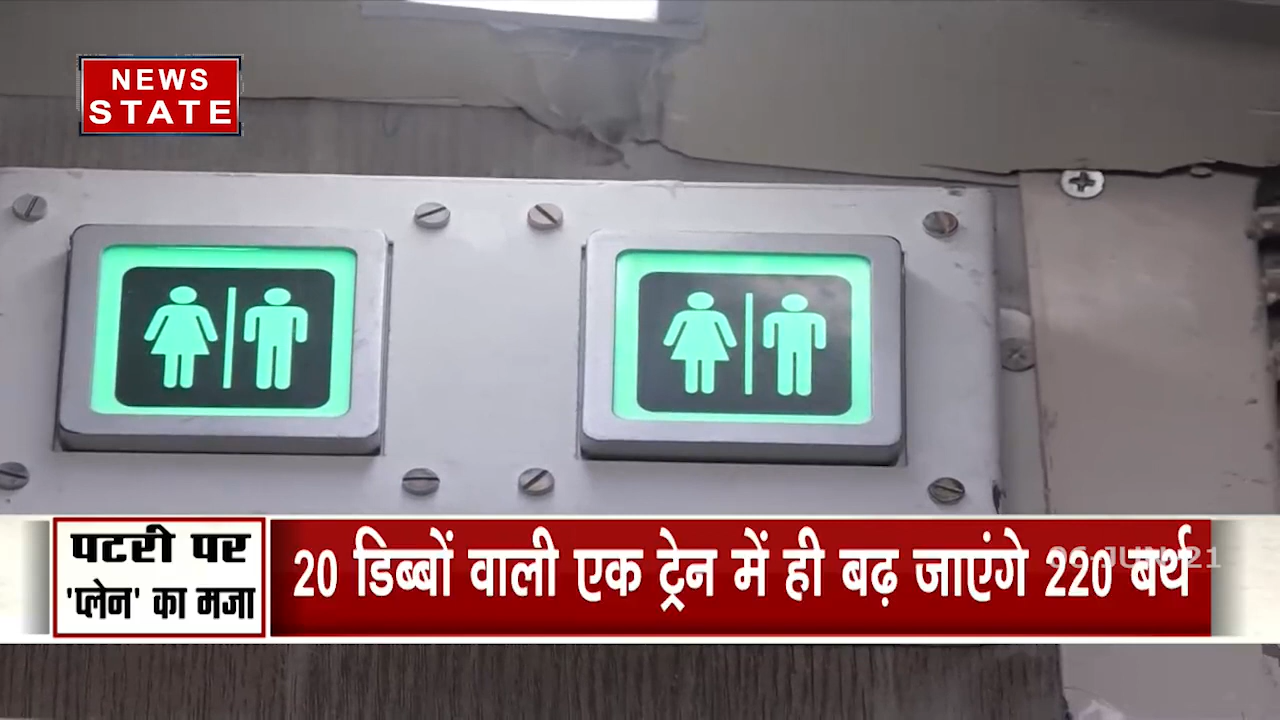 NEWS
STATE
पटरी पर
'प्लेन' का मजा
20 डिब्बों वाली एक ट्रेन में ही बढ़ जाएंगे 220 बर्थ